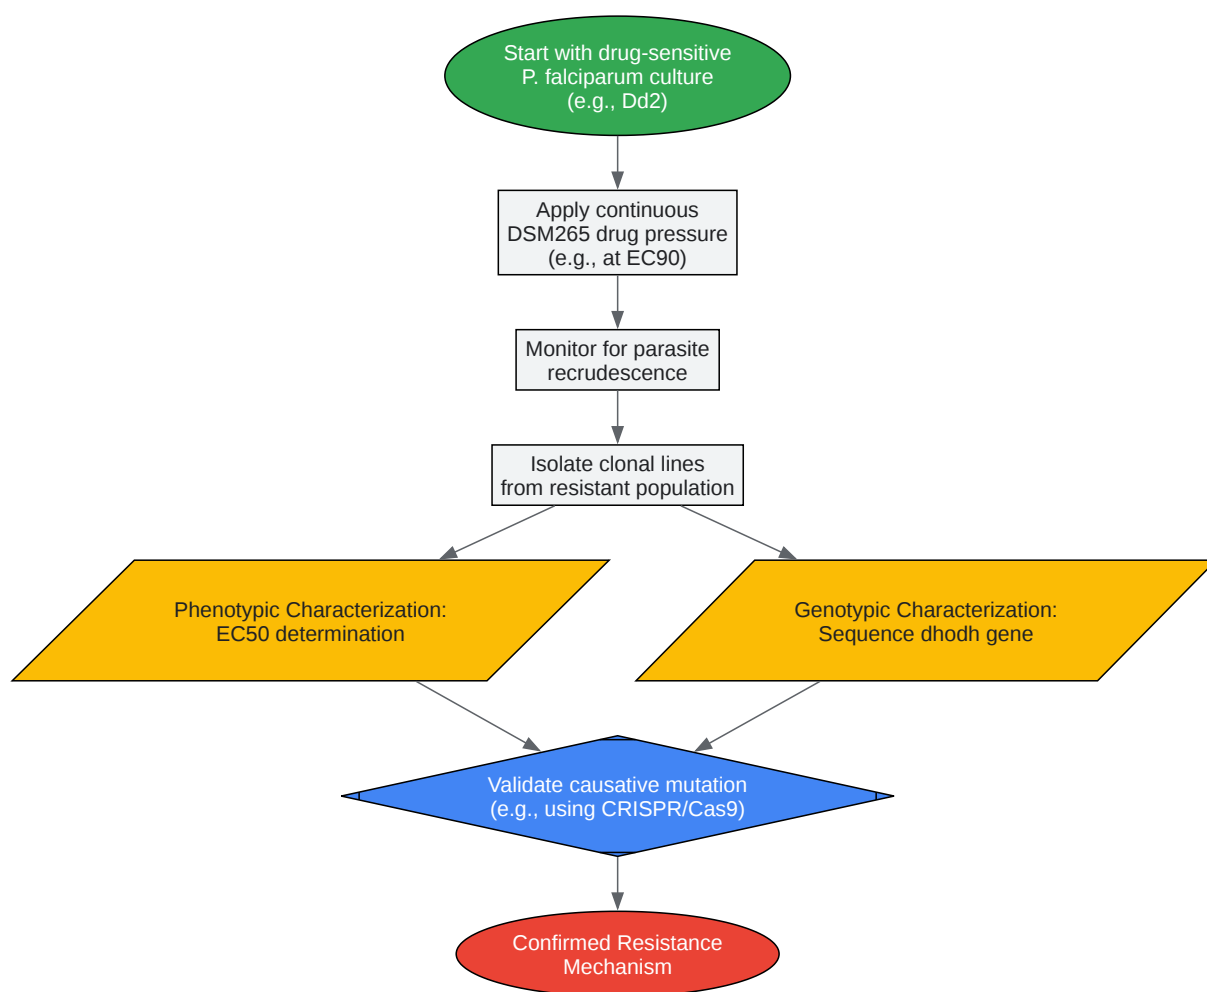 Start with drug-sensitive
P. falciparum culture
(e.g., Dd2)
Apply continuous
DSM265 drug pressure
(e.g., at EC90)
Monitor for parasite
recrudescence
Isolate clonal lines
from resistant population
Phenotypic Characterization:
EC50 determination
Genotypic Characterization:
Sequence dhodh gene
Validate causative mutation
(e.g., using CRISPR/Cas9)
Confirmed Resistance
Mechanism